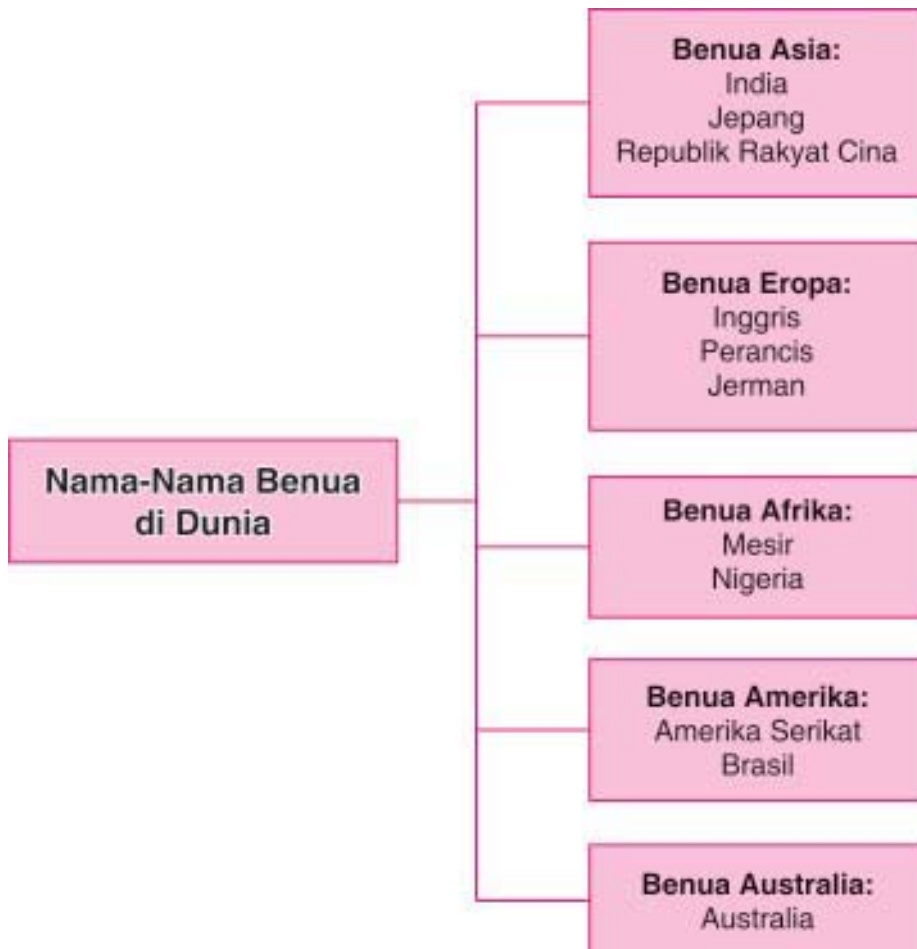 Nama-Nama Benua
di Dunia
Benua Asia:
India
Jepang
Republik Rakyat Cina
Benua Eropa:
Inggris
Perancis
Jerman
Benua Afrika:
Mesir
Nigeria
Benua Amerika:
Amerika Serikat
Brasil
Benua Australia:
Australia